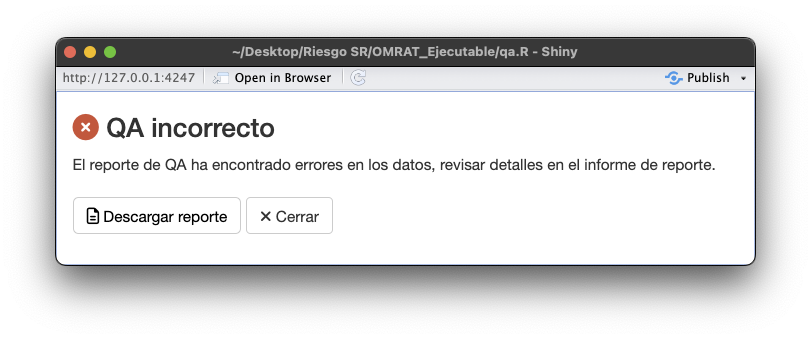 ~/Desktop/Riesgo SR/OMRAT_Ejecutable/qa.R - Shiny
http://127.0.0.1:4247 Open in Browser Publish
QA incorrecto
El reporte de QA ha encontrado errores en los datos, revisar detalles en el informe de reporte.
Descargar reporte Cerrar